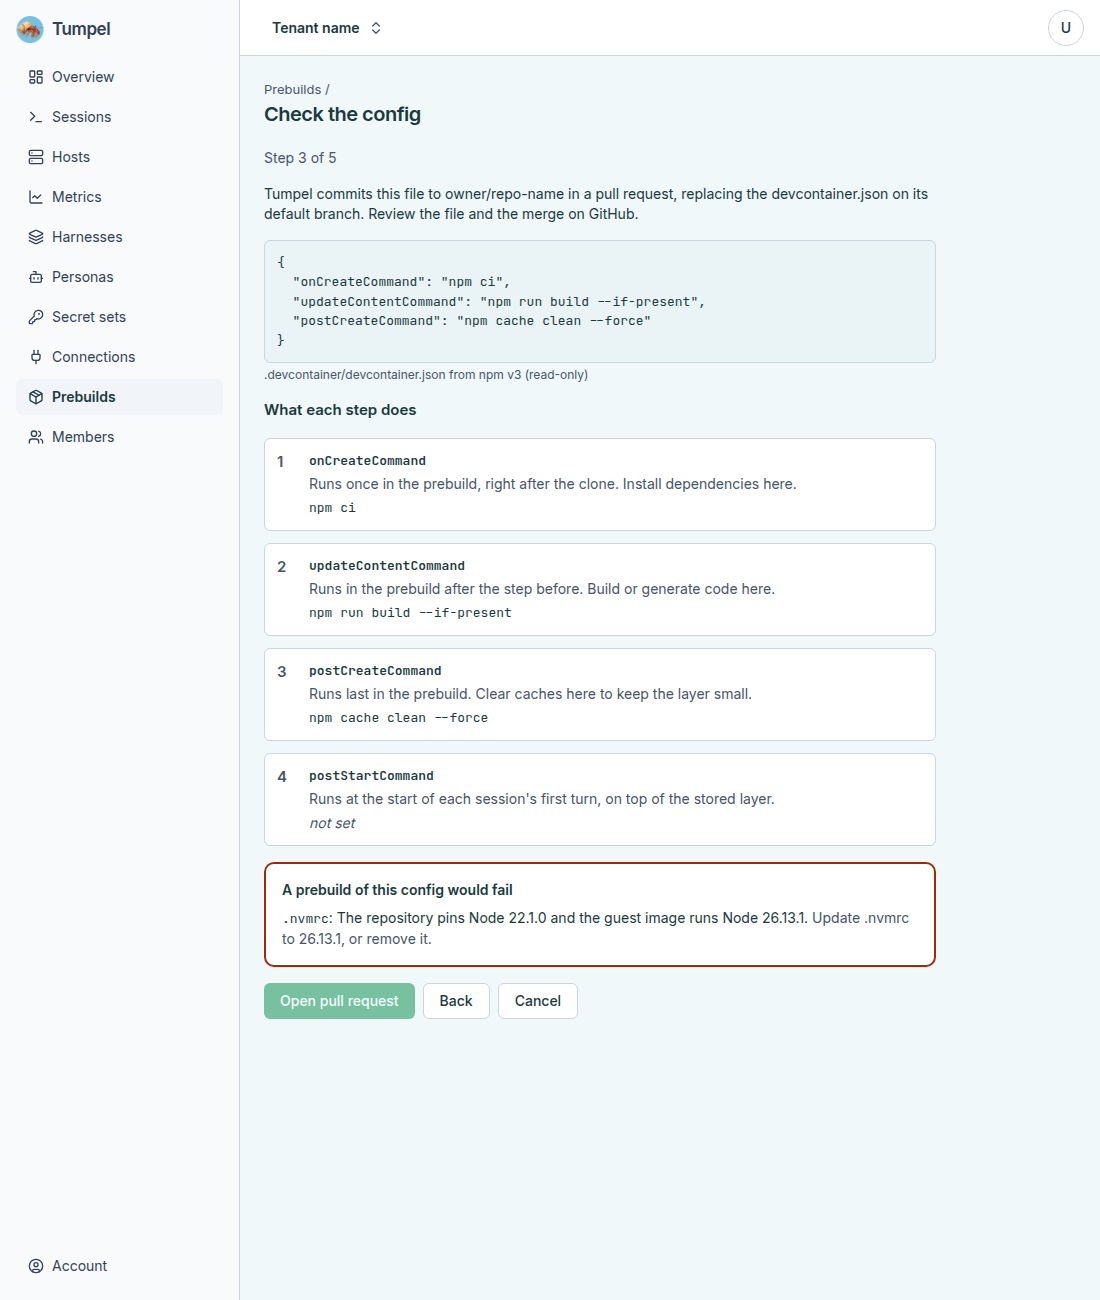 Tumpel
Tenant name
U
Overview
Sessions
Hosts
Metrics
Harnesses
Personas
Secret sets
Connections
Prebuilds
Members
Account
Prebuilds /
Check the config
Step 3 of 5
Tumpel commits this file to owner/repo-name in a pull request, replacing the devcontainer.json on its
default branch. Review the file and the merge on GitHub.
{
  "onCreateCommand": "npm ci",
  "updateContentCommand": "npm run build --if-present",
  "postCreateCommand": "npm cache clean --force"
}
.devcontainer/devcontainer.json from npm v3 (read-only)
What each step does
1 onCreateCommand
Runs once in the prebuild, right after the clone. Install dependencies here.
npm ci
2 updateContentCommand
Runs in the prebuild after the step before. Build or generate code here.
npm run build --if-present
3 postCreateCommand
Runs last in the prebuild. Clear caches here to keep the layer small.
npm cache clean --force
4 postStartCommand
Runs at the start of each session's first turn, on top of the stored layer.
not set
A prebuild of this config would fail
.nvmrc: The repository pins Node 22.1.0 and the guest image runs Node 26.13.1. Update .nvmrc
to 26.13.1, or remove it.
Open pull request
Back
Cancel